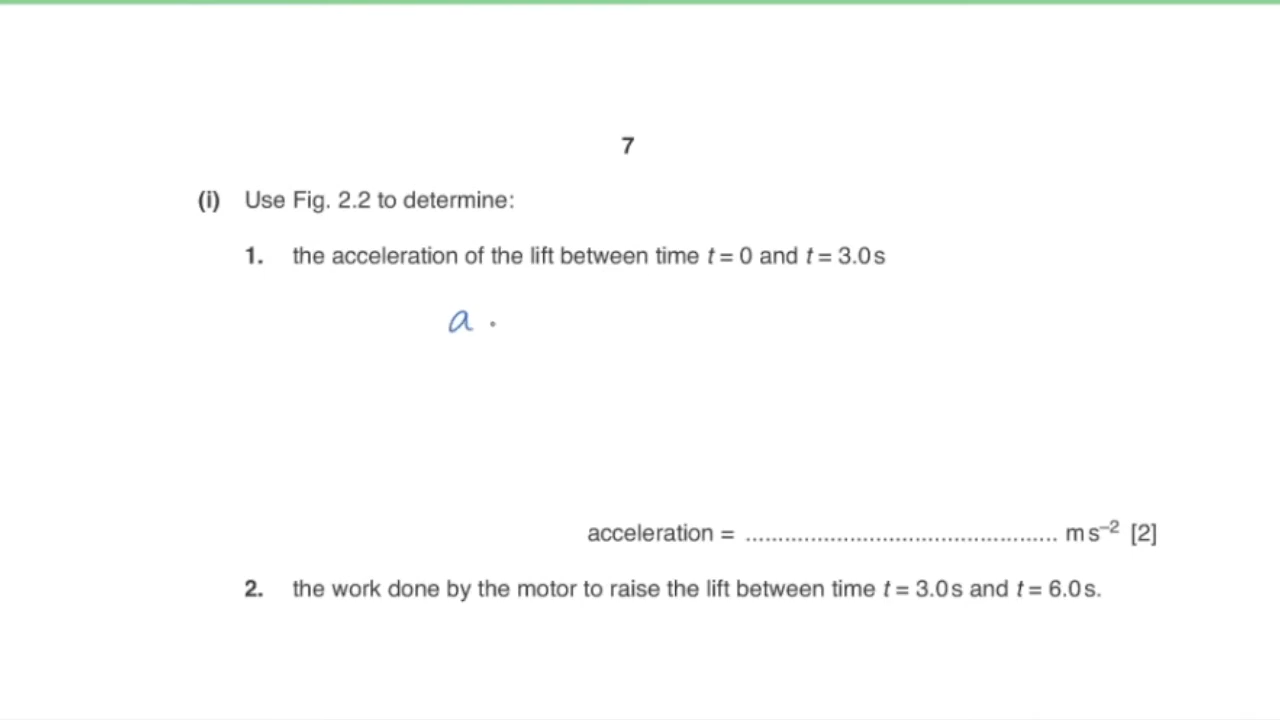 7
(i) Use Fig. 2.2 to determine:
1. the acceleration of the lift between time t = 0 and t = 3.0 s
a
acceleration = ................................................ m s⁻² [2]
2. the work done by the motor to raise the lift between time t = 3.0 s and t = 6.0 s.